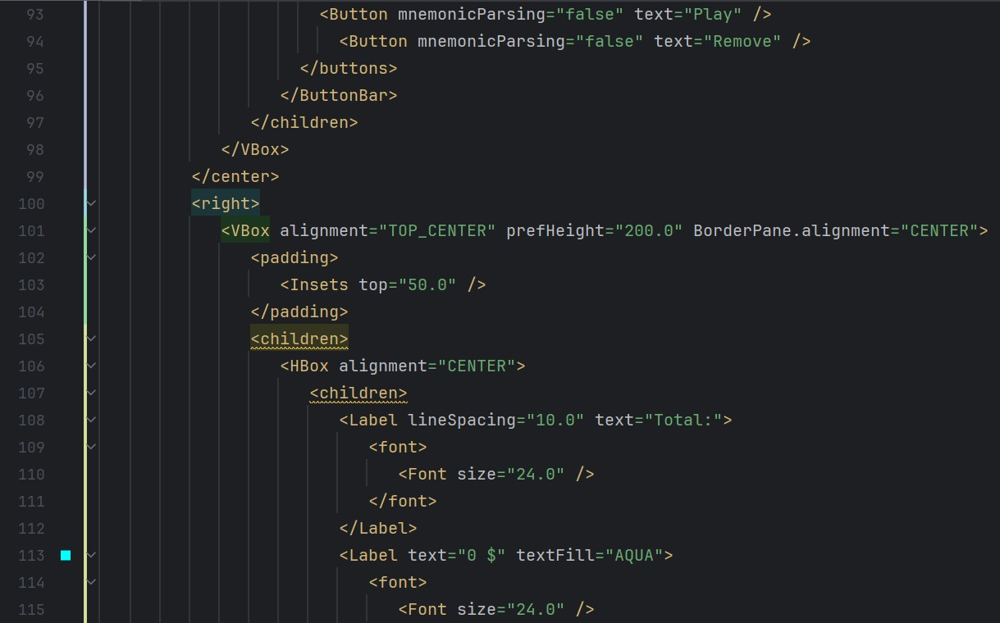 93 <Button mnemonicParsing="false" text="Play" />
94 <Button mnemonicParsing="false" text="Remove" />
95 </buttons>
96 </ButtonBar>
97 </children>
98 </VBox>
99 </center>
100 <right>
101 <VBox alignment="TOP_CENTER" prefHeight="200.0" BorderPane.alignment="CENTER">
102 <padding>
103 <Insets top="50.0" />
104 </padding>
105 <children>
106 <HBox alignment="CENTER">
107 <children>
108 <Label lineSpacing="10.0" text="Total:">
109 <font>
110 <Font size="24.0" />
111 </font>
112 </Label>
113 <Label text="0 $" textFill="AQUA">
114 <font>
115 <Font size="24.0" />